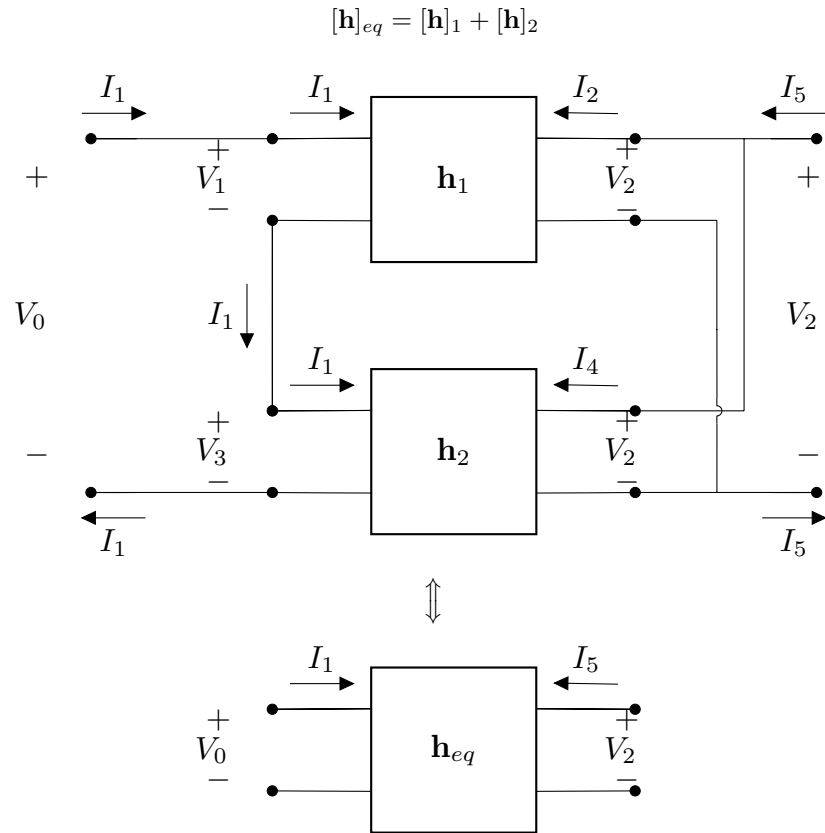 [h]eq = [h]1 + [h]2
I1 I1 I2 I5
+ + + +
V1 h1 V2
− −
V0 I1 V2
I1 I4
+ +
− V3 h2 V2 −
− −
I1 I5
⇕
I1 I5
+ +
V0 heq V2
− −